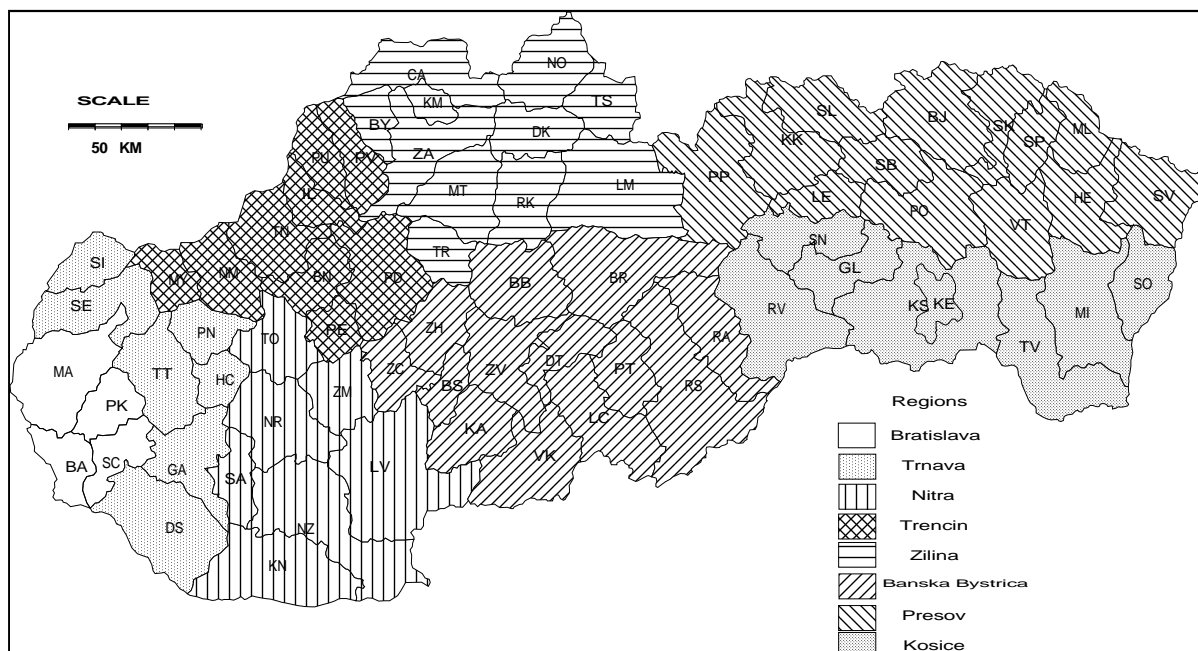 SCALE
50 KM
NO
CA
KM
TS
BY
DK
ZA
PU
PV
MT
LM
RK
IL
TN
TR
SI
MY
NM
BN
PD
SE
PN
TO
PE
MA
TT
HC
PK
ZM
NR
BA
SC
GA
SA
LV
DS
NZ
KN
BB
BR
ZH
ZC
BS
ZV
DT
PT
RA
RS
KA
VK
LC
PP
KK
SL
BJ
SK
SP
ML
SB
LE
PO
VT
HE
SV
SN
GL
RV
KS
KE
TV
MI
SO
Regions
Bratislava
Trnava
Nitra
Trencin
Zilina
Banska Bystrica
Presov
Kosice